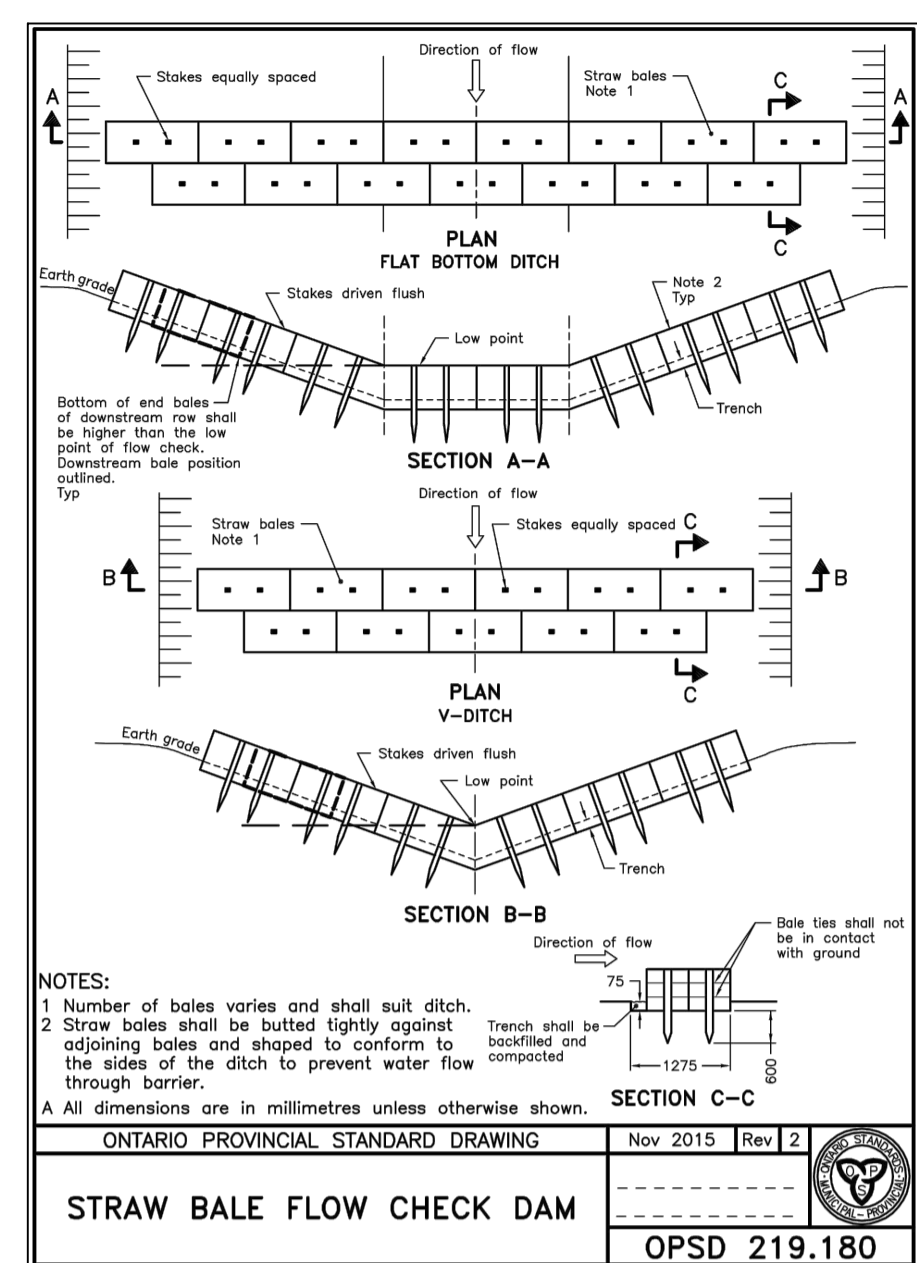 Direction of flow
Stakes equally spaced
Straw bales
Note 1
C
A
A
C
PLAN
FLAT BOTTOM DITCH
Earth grade
Stakes driven flush
Note 2
Typ
Low point
Trench
Bottom of end bales
of downstream row shall
be higher than the low
point of flow check.
Downstream bale position
outlined.
Typ
SECTION A-A
Direction of flow
Straw bales
Note 1
Stakes equally spaced
C
B
B
C
PLAN
V-DITCH
Earth grade
Stakes driven flush
Low point
Trench
SECTION B-B
Direction of flow
Bale ties shall not
be in contact
with ground
75
Trench shall be
backfilled and
compacted
1275
600
SECTION C-C
NOTES:
1 Number of bales varies and shall suit ditch.
2 Straw bales shall be butted tightly against
adjoining bales and shaped to conform to
the sides of the ditch to prevent water flow
through barrier.
A All dimensions are in millimetres unless otherwise shown.
ONTARIO PROVINCIAL STANDARD DRAWING
Nov 2015 Rev 2
STRAW BALE FLOW CHECK DAM
ONTARIO STANDARDS
MUNICIPAL - PROVINCIAL
O P S
OPSD 219.180